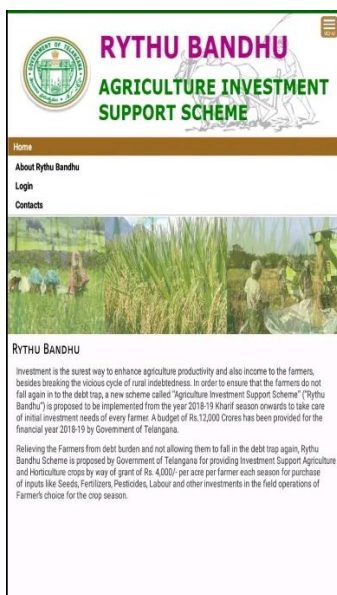 RYTHU BANDHU
AGRICULTURE INVESTMENT
SUPPORT SCHEME
Home
About Rythu Bandhu
Login
Contacts
RYTHU BANDHU
Investment is the surest way to enhance agriculture productivity and also income to the farmers,
besides breaking the vicious cycle of rural indebtedness. In order to ensure that the farmers do not
fall again in to the debt trap, a new scheme called "Agriculture Investment Support Scheme" ("Rythu
Bandhu") is proposed to be implemented from the year 2018-19 Kharif season onwards to take care
of initial investment needs of every farmer. A budget of Rs.12,000 Crores has been provided for the
financial year 2018-19 by Government of Telangana.
Relieving the Farmers from debt burden and not allowing them to fall in the debt trap again, Rythu
Bandhu Scheme is proposed by Government of Telangana for providing Investment Support Agriculture
and Horticulture crops by way of grant of Rs. 4,000/- per acre per farmer each season for purchase
of inputs like Seeds, Fertilizers, Pesticides, Labour and other investments in the field operations of
Farmer's choice for the crop season.